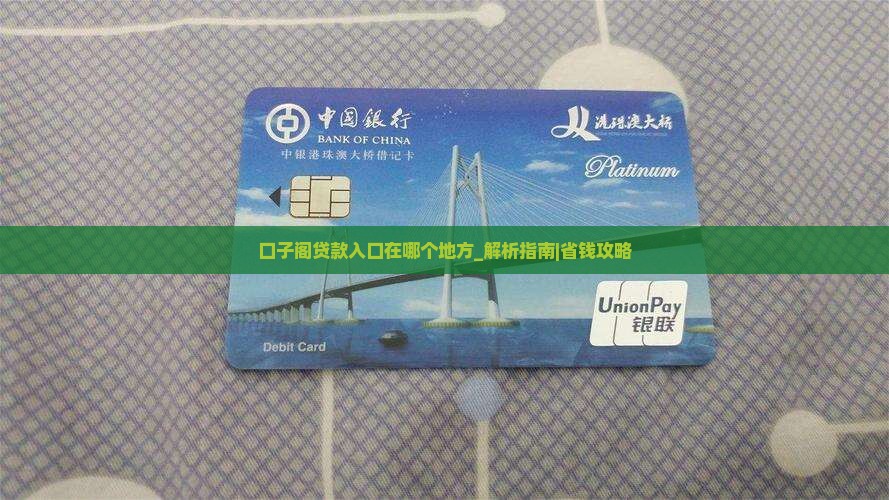 中国银行
BANK OF CHINA
中银港珠澳大桥借记卡
港珠澳大桥
Platinum
口子阁贷款入口在哪个地方_解析指南|省钱攻略
UnionPay
银联
Debit Card